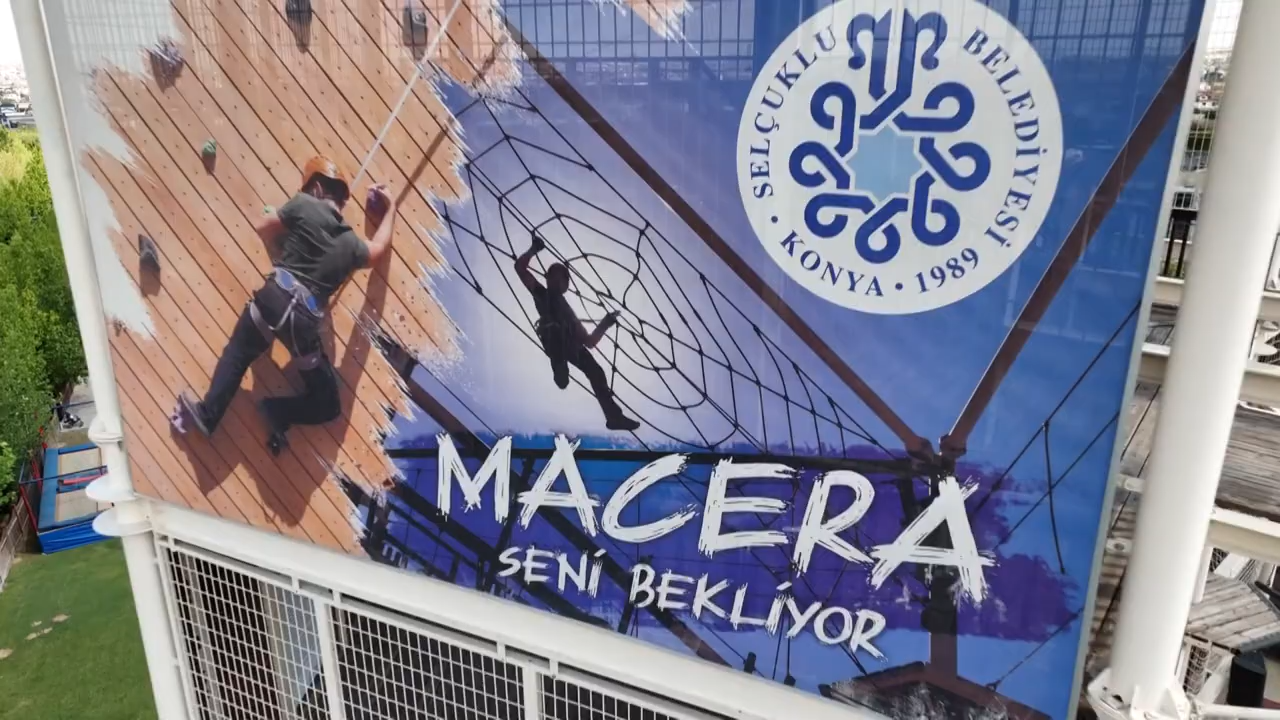 SELÇUKLU BELEDİYESİ
• KONYA • 1989
MACERA
SENİ BEKLİYOR